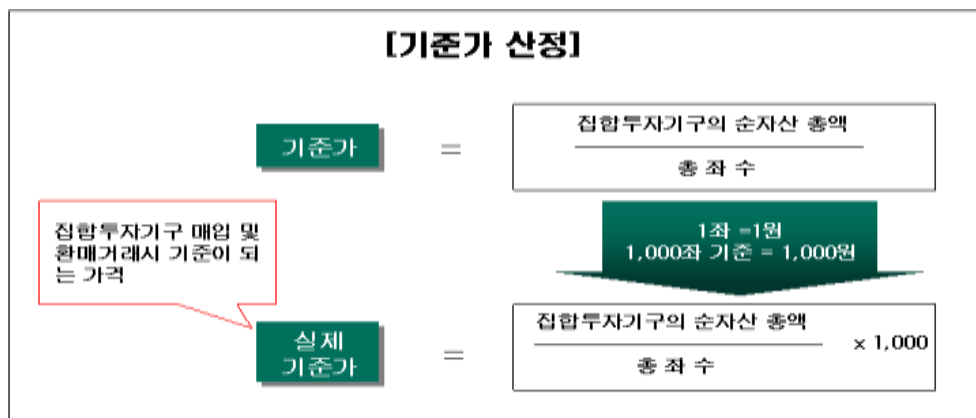 [기준가 산정]
기준가
=
집합투자기구의 순자산 총액
총 좌 수
집합투자기구 매입 및
환매거래시 기준이 되
는 가격
1좌 =1원
1,000좌 기준 = 1,000원
실제
기준가
=
집합투자기구의 순자산 총액
총 좌 수
× 1,000